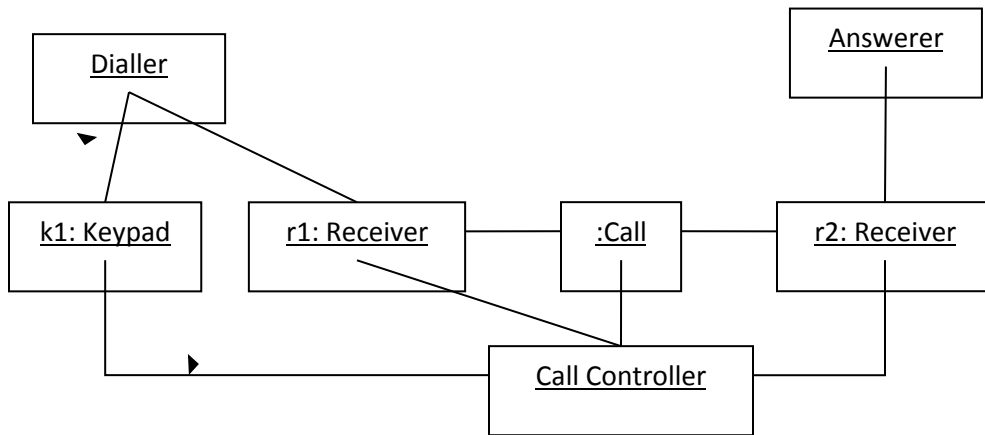 Dialler
Answerer
k1: Keypad
r1: Receiver
:Call
r2: Receiver
Call Controller